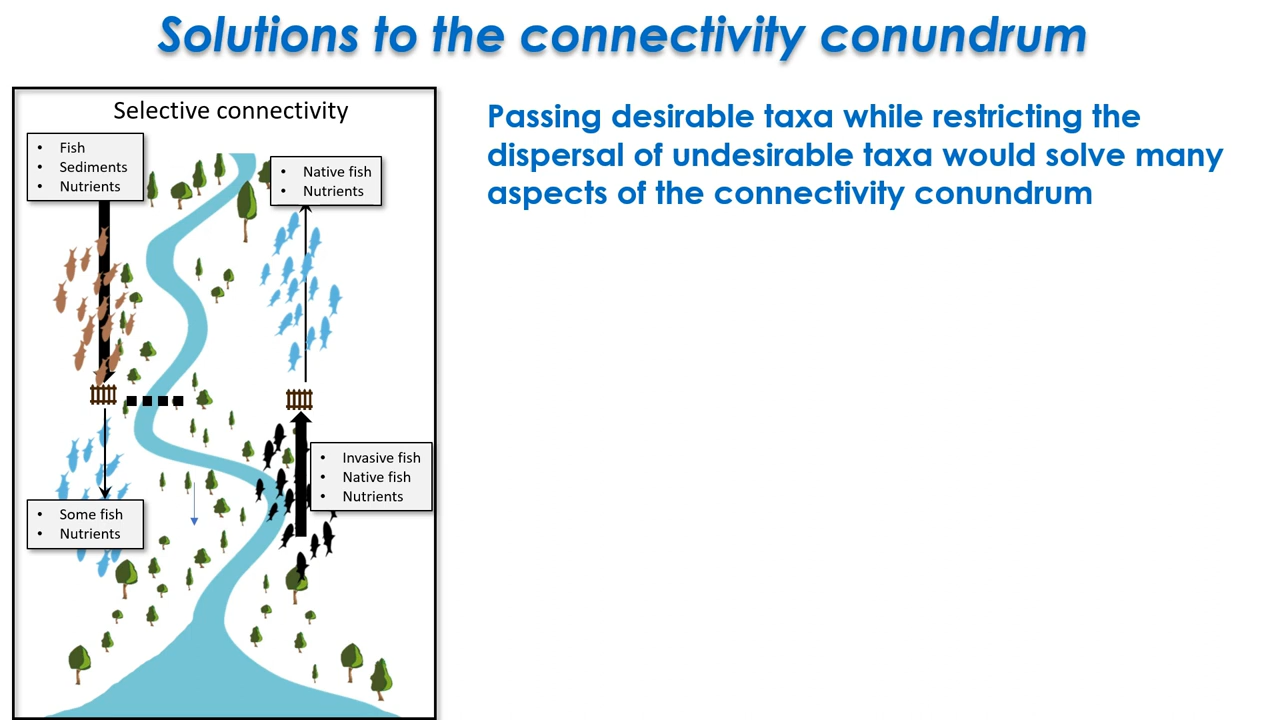 Solutions to the connectivity conundrum
Selective connectivity
• Fish
• Sediments
• Nutrients
• Native fish
• Nutrients
• Invasive fish
• Native fish
• Nutrients
• Some fish
• Nutrients
Passing desirable taxa while restricting the
dispersal of undesirable taxa would solve many
aspects of the connectivity conundrum